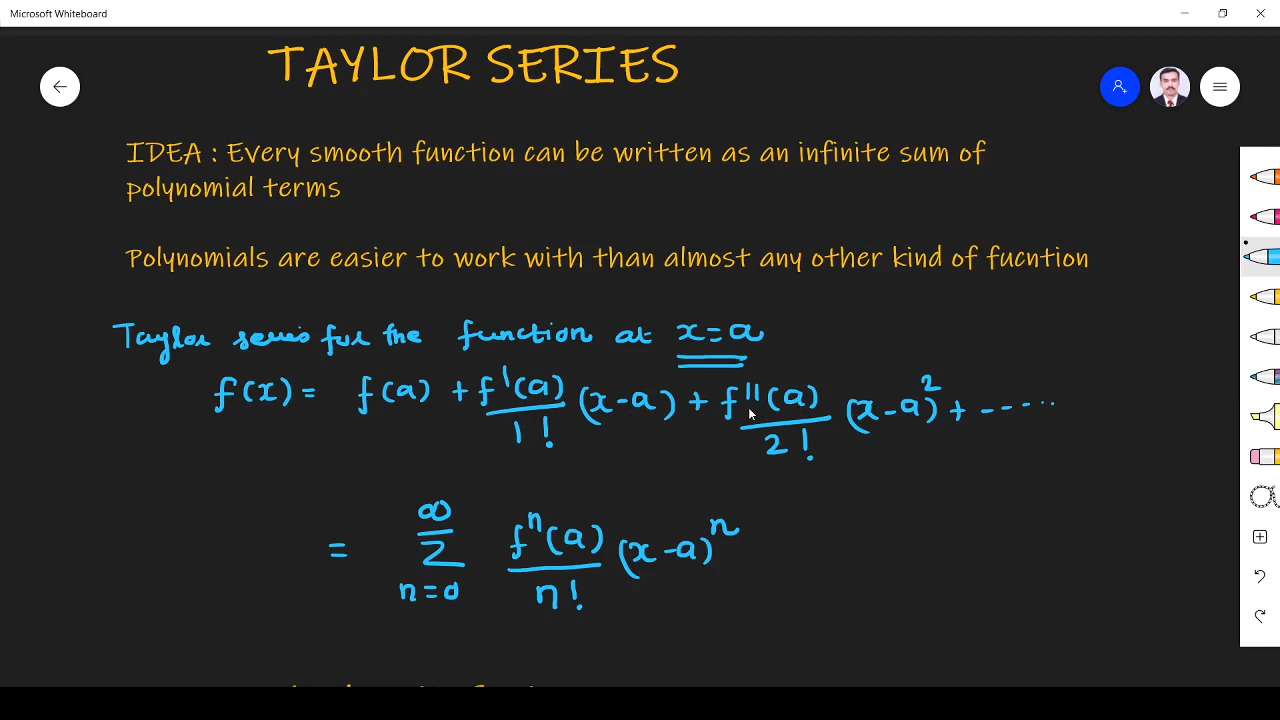 Microsoft Whiteboard
TAYLOR SERIES
IDEA : Every smooth function can be written as an infinite sum of
polynomial terms
Polynomials are easier to work with than almost any other kind of fucntion
Taylor series for the function at x=a
f(x) = f(a) + f'(a)/1! (x-a) + f''(a)/2! (x-a)² + -----
= ∞ Σ n=0 fⁿ(a)/n! (x-a)ⁿ